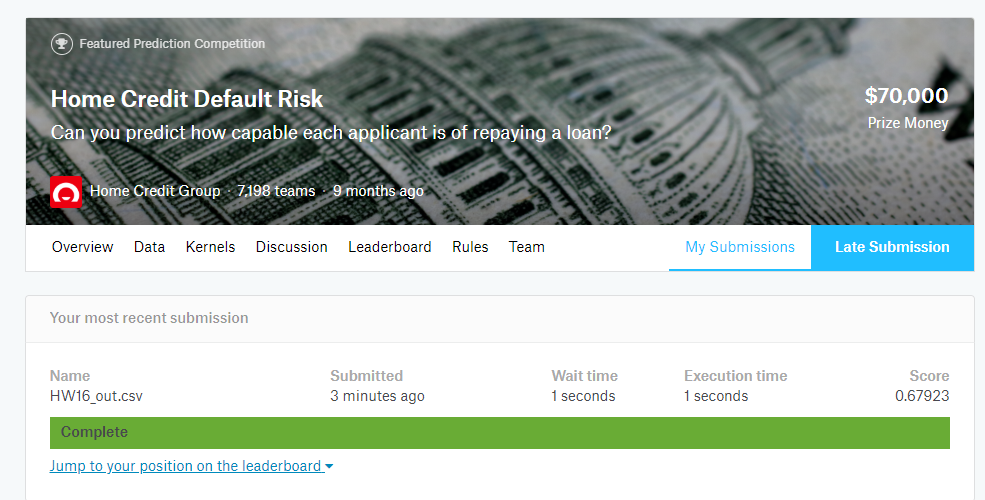 Featured Prediction Competition
Home Credit Default Risk
$70,000
Can you predict how capable each applicant is of repaying a loan?
Prize Money
Home Credit Group · 7,198 teams · 9 months ago
Overview Data Kernels Discussion Leaderboard Rules Team My Submissions Late Submission
Your most recent submission
Name Submitted Wait time Execution time Score
HW16_out.csv 3 minutes ago 1 seconds 1 seconds 0.67923
Complete
Jump to your position on the leaderboard